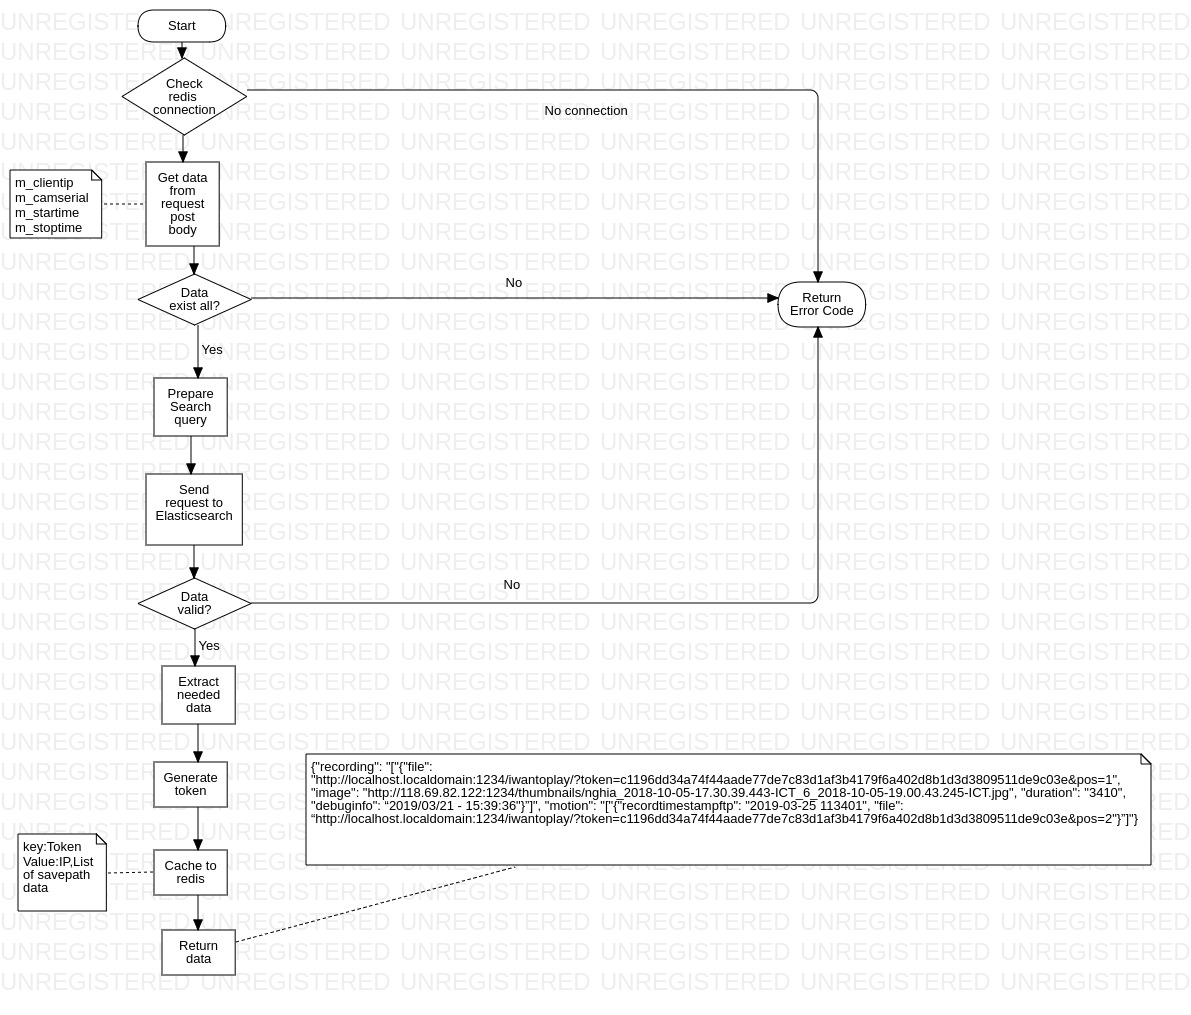 Start
Check
redis
connection
No connection
Get data
from
request
post
body
m_clientip
m_camserial
m_startime
m_stoptime
Data
exist all?
No
Return
Error Code
Yes
Prepare
Search
query
Send
request to
Elasticsearch
Data
valid?
No
Yes
Extract
needed
data
Generate
token
{"recording": "["{"file":
"http://localhost.localdomain:1234/iwantoplay/?token=c1196dd34a74f44aade77de7c83d1af3b4179f6a402d8b1d3d3809511de9c03e&pos=1",
"image": "http://118.69.82.122:1234/thumbnails/nghia_2018-10-05-17.30.39.443-ICT_6_2018-10-05-19.00.43.245-ICT.jpg", "duration": "3410",
"debuginfo": “2019/03/21 - 15:39:36"}”]", "motion": "["{"recordtimestampftp": "2019-03-25 113401", "file":
“http://localhost.localdomain:1234/iwantoplay/?token=c1196dd34a74f44aade77de7c83d1af3b4179f6a402d8b1d3d3809511de9c03e&pos=2"}”]"}
key:Token
Value:IP,List
of savepath
data
Cache to
redis
Return
data
UNREGISTERED